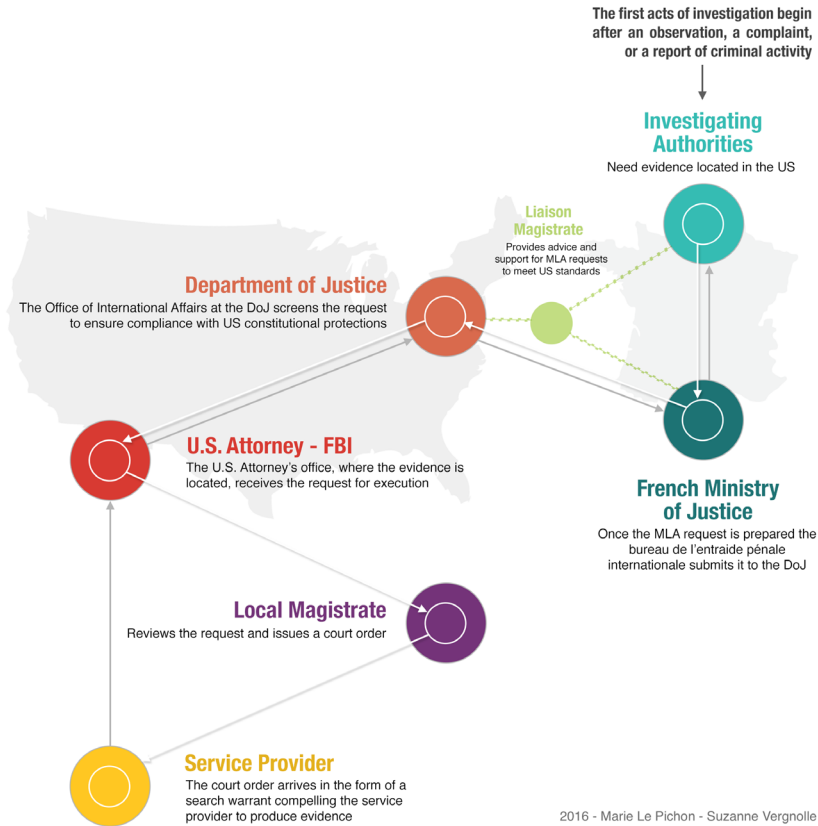 The first acts of investigation begin
after an observation, a complaint,
or a report of criminal activity
Investigating
Authorities
Need evidence located in the US
Liaison
Magistrate
Provides advice and
support for MLA requests
to meet US standards
Department of Justice
The Office of International Affairs at the DoJ screens the request
to ensure compliance with US constitutional protections
U.S. Attorney - FBI
The U.S. Attorney's office, where the evidence is
located, receives the request for execution
French Ministry
of Justice
Once the MLA request is prepared the
bureau de l'entraide pénale
internationale submits it to the DoJ
Local Magistrate
Reviews the request and issues a court order
Service Provider
The court order arrives in the form of a
search warrant compelling the service
provider to produce evidence
2016 - Marie Le Pichon - Suzanne Vergnolle